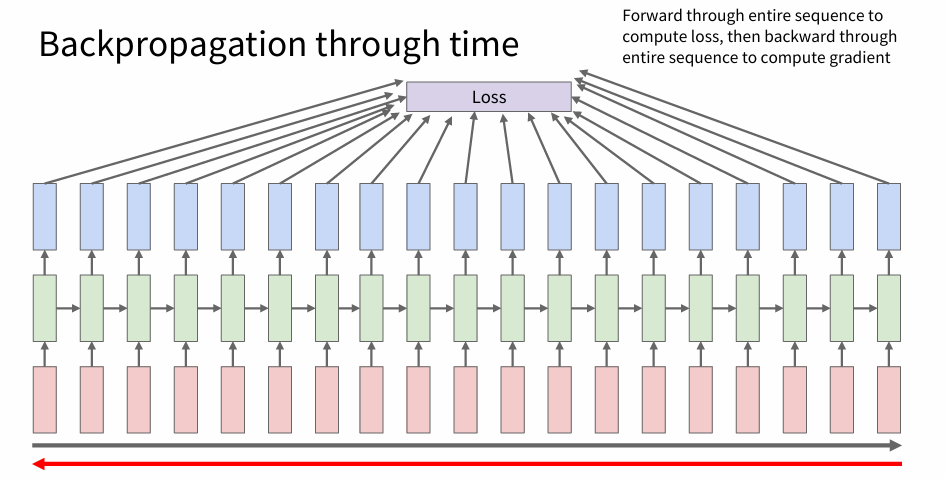 Backpropagation through time
Forward through entire sequence to
compute loss, then backward through
entire sequence to compute gradient
Loss